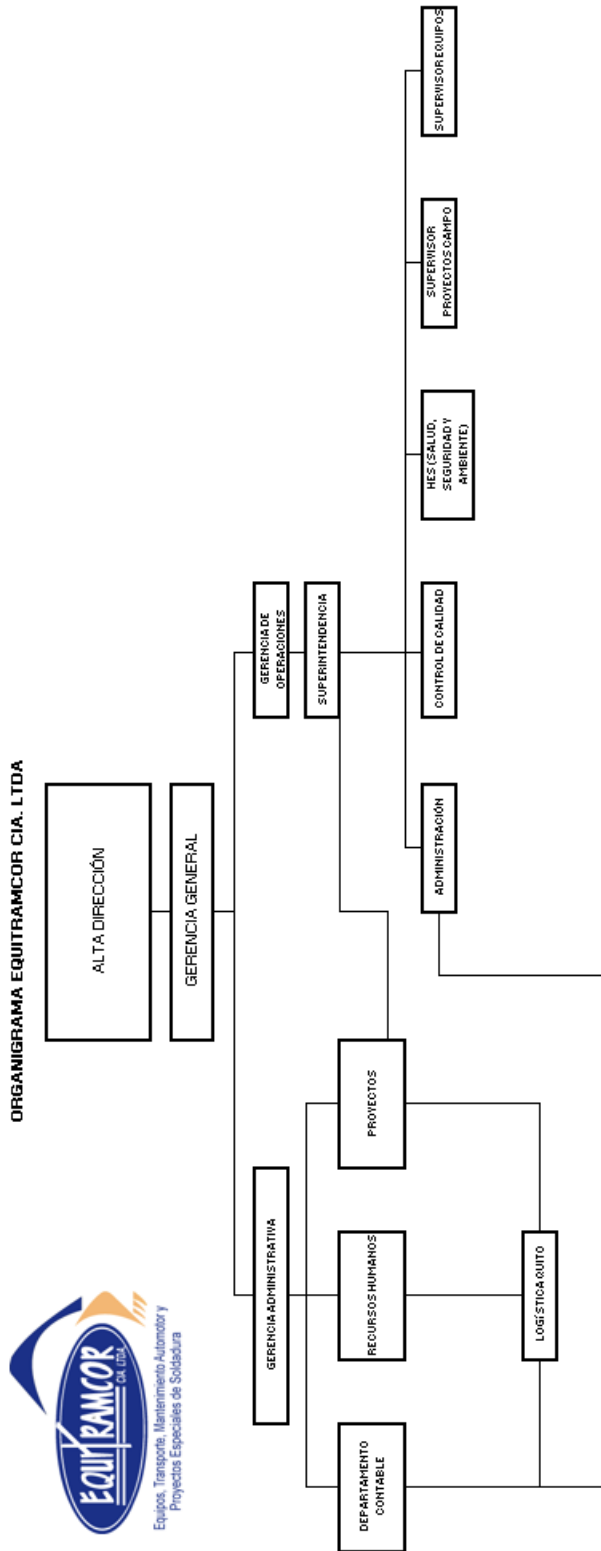 ORGANIGRAMA EQUITRAMCOR CIA. LTDA
EQUITRAMCOR
CIA. LTDA.
Equipos, Transporte, Mantenimiento Automotor y
Proyectos Especiales de Soldadura
ALTA DIRECCIÓN
GERENCIA GENERAL
GERENCIA ADMINISTRATIVA
GERENCIA DE
OPERACIONES
SUPERINTENDENCIA
DEPARTAMENTO
CONTABLE
RECURSOS HUMANOS
PROYECTOS
ADMINISTRACIÓN
CONTROL DE CALIDAD
HES (SALUD,
SEGURIDAD Y
AMBIENTE)
SUPERVISOR
PROYECTOS CAMPO
SUPERVISOR EQUIPOS
LOGÍSTICA QUITO